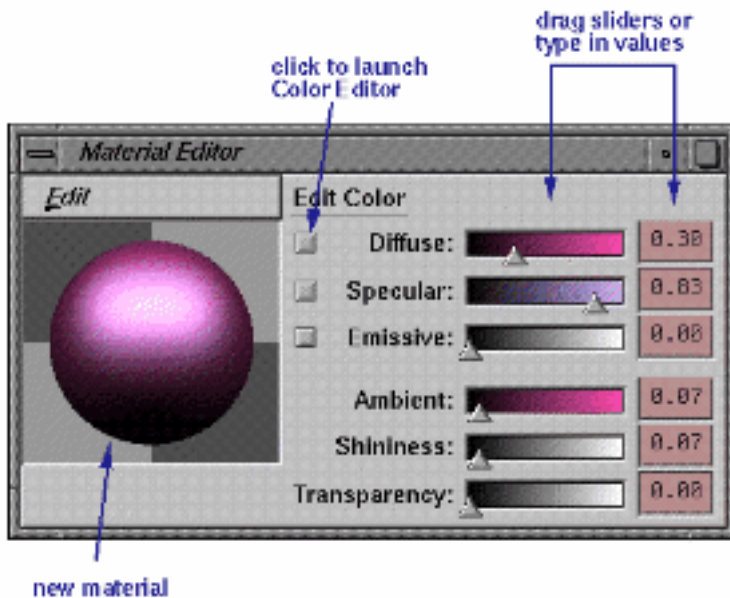 drag sliders or
type in values
click to launch
Color Editor
Material Editor
Edit
Edit Color
Diffuse: 0.30
Specular: 0.83
Emissive: 0.00
Ambient: 0.07
Shininess: 0.07
Transparency: 0.00
new material